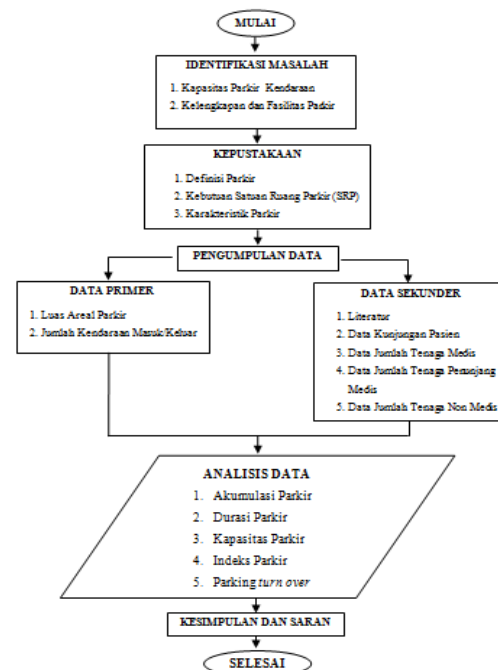 MULAI
IDENTIFIKASI MASALAH
1. Kapasitas Parkir Kendaraan
2. Kelengkapan dan Fasilitas Parkir
KEPUSTAKAAN
1. Definisi Parkir
2. Kebutuan Satuan Ruang Parkir (SRP)
3. Karakteristik Parkir
PENGUMPULAN DATA
DATA PRIMER
1. Luas Areal Parkir
2. Jumlah Kendaraan Masuk/Keluar
DATA SEKUNDER
1. Literatur
2. Data Kunjungan Pasien
3. Data Jumlah Tenaga Medis
4. Data Jumlah Tenaga Penunjang
Medis
5. Data Jumlah Tenaga Non Medis
ANALISIS DATA
1. Akumulasi Parkir
2. Durasi Parkir
3. Kapasitas Parkir
4. Indeks Parkir
5. Parking turn over
KESIMPULAN DAN SARAN
SELESAI